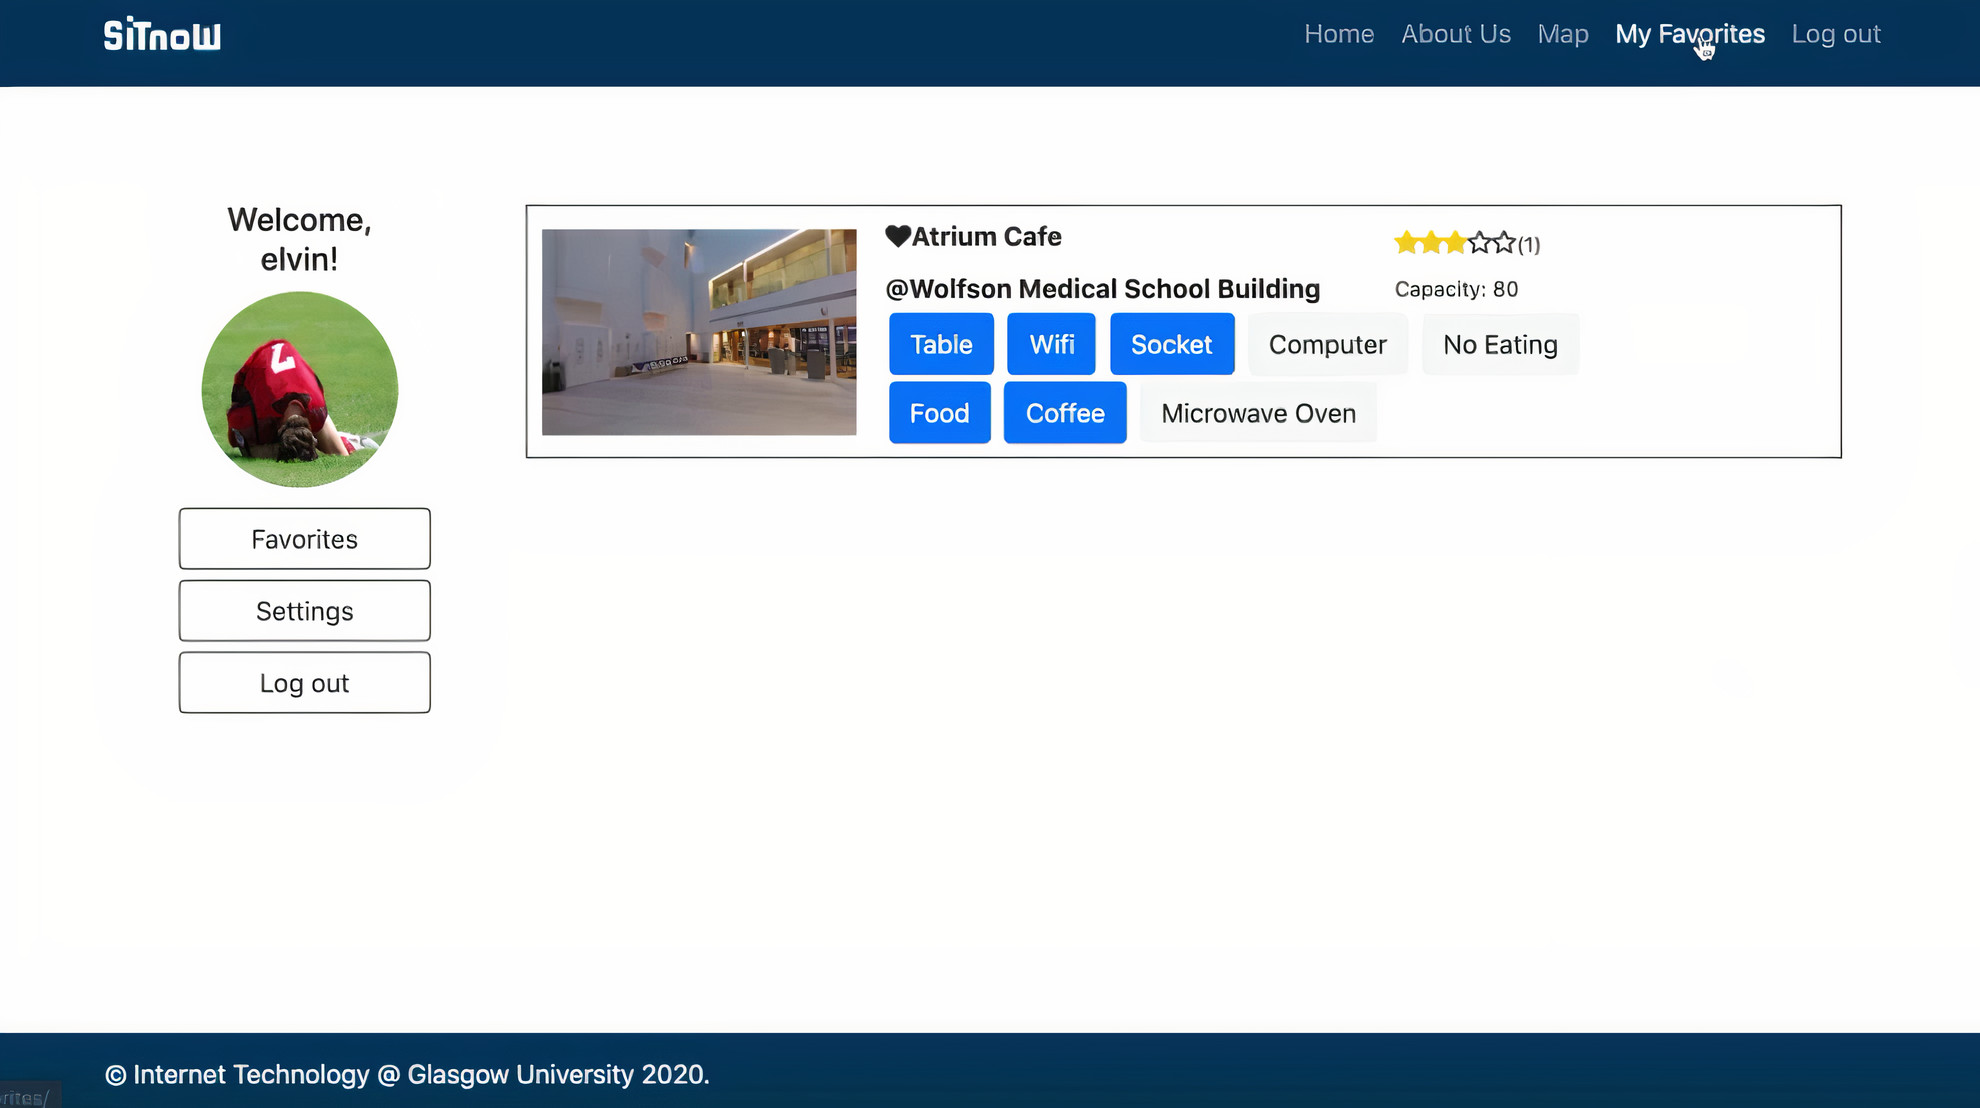 SiTnoW
Home About Us Map My Favorites Log out
Welcome,
elvin!
Favorites
Settings
Log out
Atrium Cafe
(1)
@Wolfson Medical School Building
Capacity: 80
Table Wifi Socket Computer No Eating
Food Coffee Microwave Oven
7
© Internet Technology @ Glasgow University 2020.
rites/